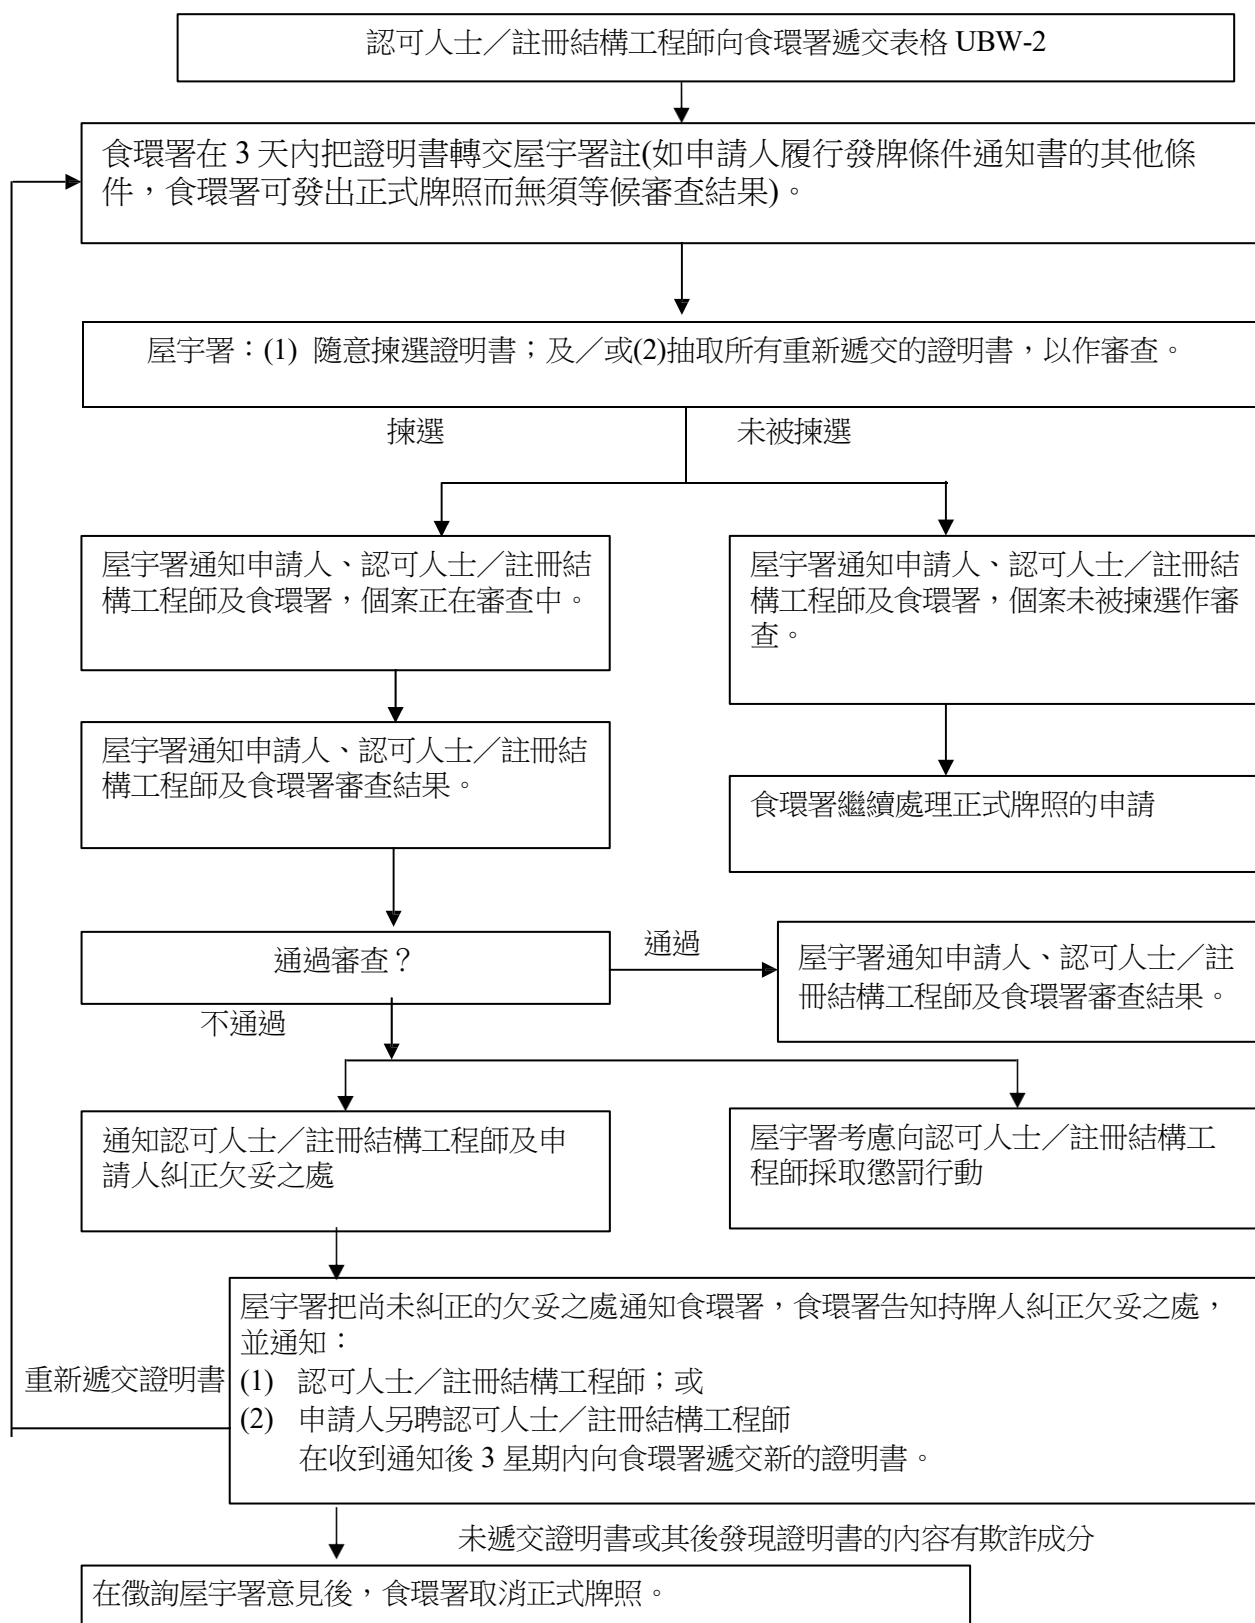 認可人士／註冊結構工程師向食環署遞交表格 UBW-2
食環署在 3 天內把證明書轉交屋宇署註(如申請人履行發牌條件通知書的其他條
件，食環署可發出正式牌照而無須等候審查結果)。
屋宇署：(1) 隨意揀選證明書；及／或(2)抽取所有重新遞交的證明書，以作審查。
揀選
未被揀選
屋宇署通知申請人、認可人士／註冊結
構工程師及食環署，個案正在審查中。
屋宇署通知申請人、認可人士／註冊結
構工程師及食環署，個案未被揀選作審
查。
屋宇署通知申請人、認可人士／註冊結
構工程師及食環署審查結果。
食環署繼續處理正式牌照的申請
通過審查？
通過
屋宇署通知申請人、認可人士／註
冊結構工程師及食環署審查結果。
不通過
通知認可人士／註冊結構工程師及申
請人糾正欠妥之處
屋宇署考慮向認可人士／註冊結構工
程師採取懲罰行動
屋宇署把尚未糾正的欠妥之處通知食環署，食環署告知持牌人糾正欠妥之處，
並通知：
重新遞交證明書
(1) 認可人士／註冊結構工程師；或
(2) 申請人另聘認可人士／註冊結構工程師
在收到通知後 3 星期內向食環署遞交新的證明書。
未遞交證明書或其後發現證明書的內容有欺詐成分
在徵詢屋宇署意見後，食環署取消正式牌照。